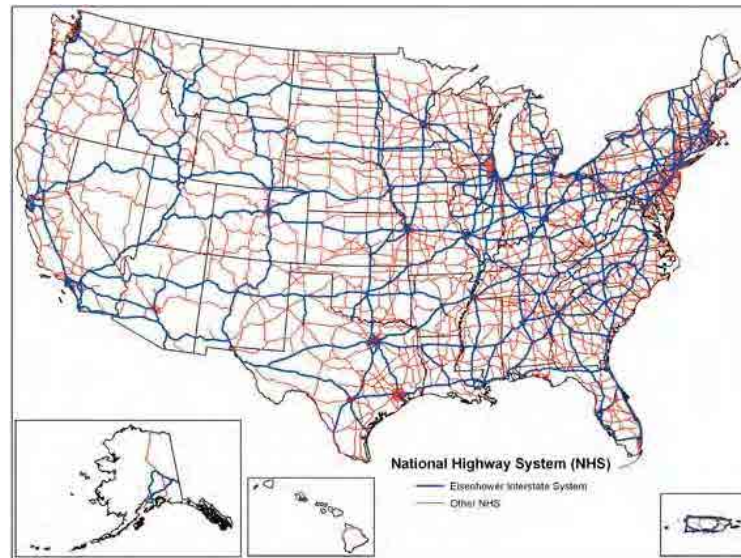 National Highway System (NHS)
Eisenhower Interstate System
Other NHS